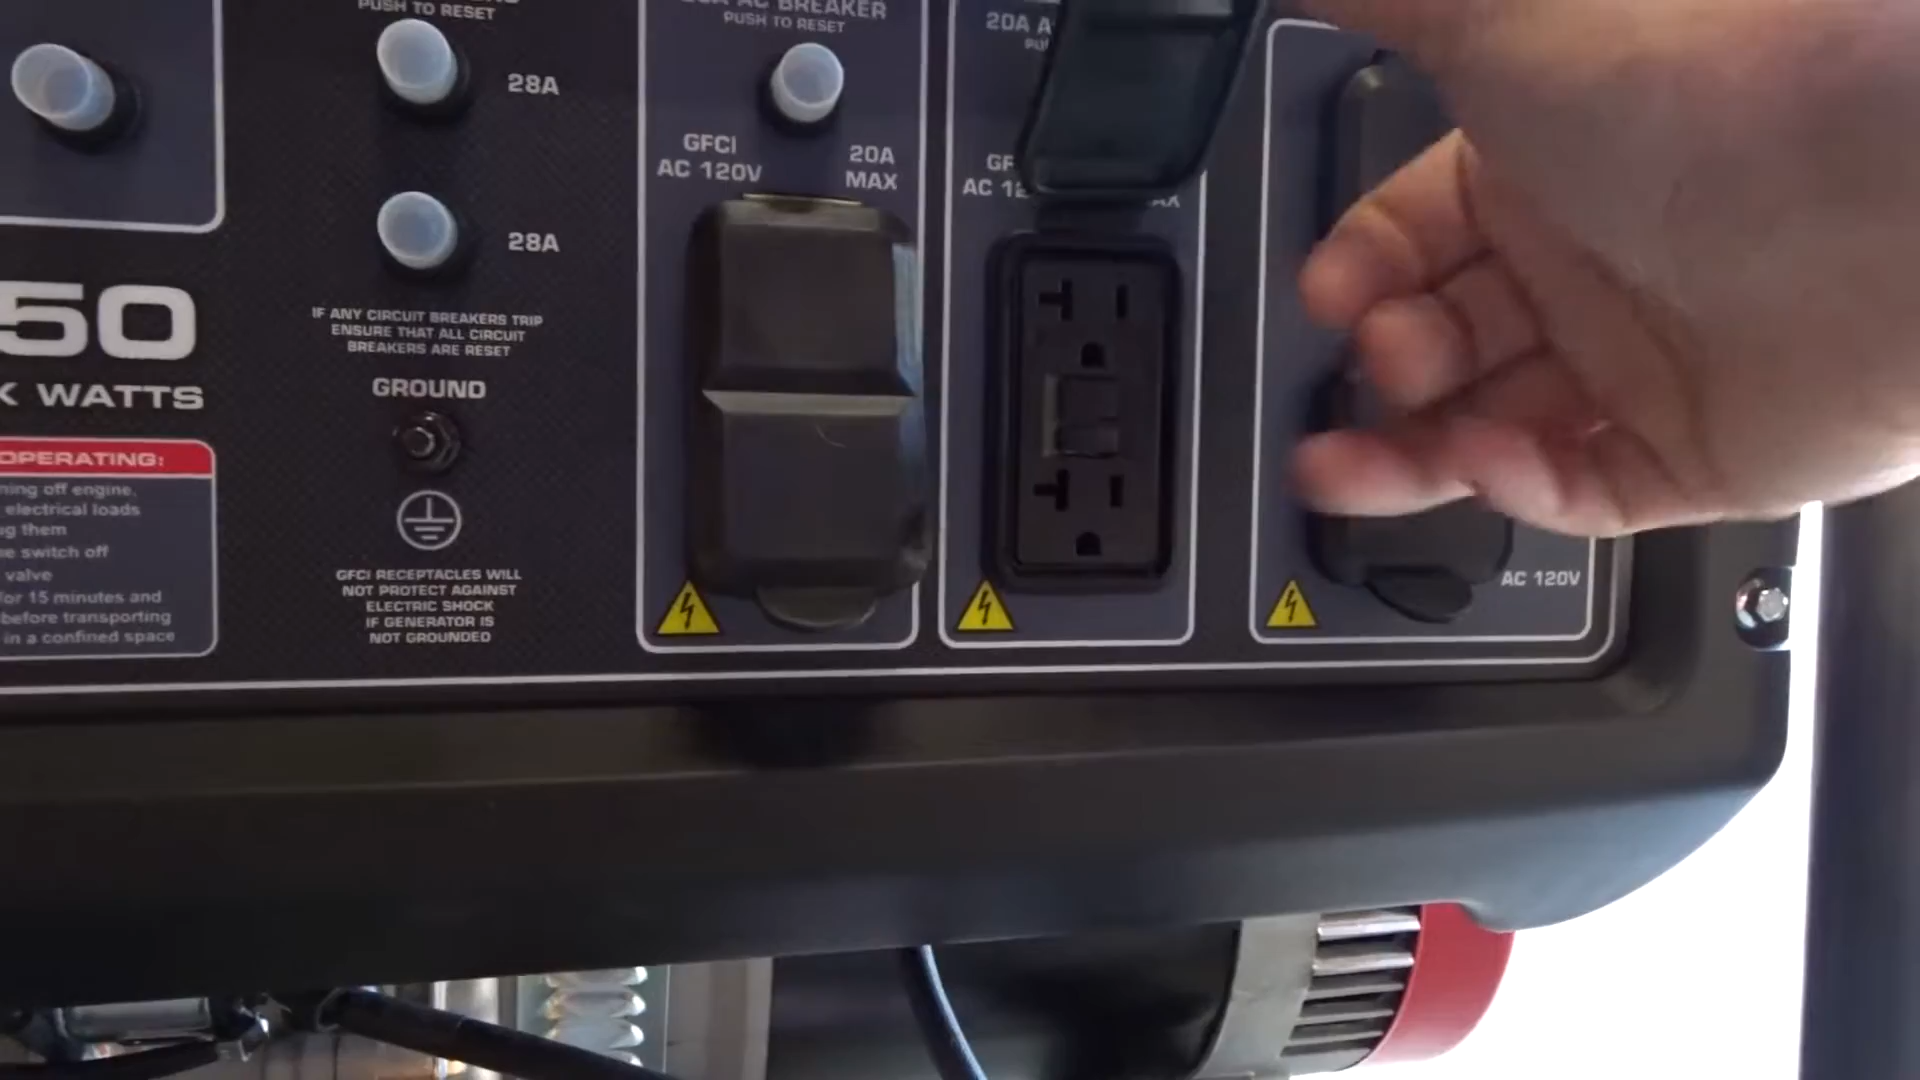 PUSH TO RESET
28A
28A
IF ANY CIRCUIT BREAKERS TRIP
ENSURE THAT ALL CIRCUIT
BREAKERS ARE RESET
GROUND
GFCI RECEPTACLES WILL
NOT PROTECT AGAINST
ELECTRIC SHOCK
IF GENERATOR IS
NOT GROUNDED
50
WATTS
OPERATING:
off engine,
electrical loads
them
switch off
valve
for 15 minutes and
before transporting
in a confined space
AC BREAKER
PUSH TO RESET
GFCI
AC 120V
20A
MAX
20A
AC
AC 120V